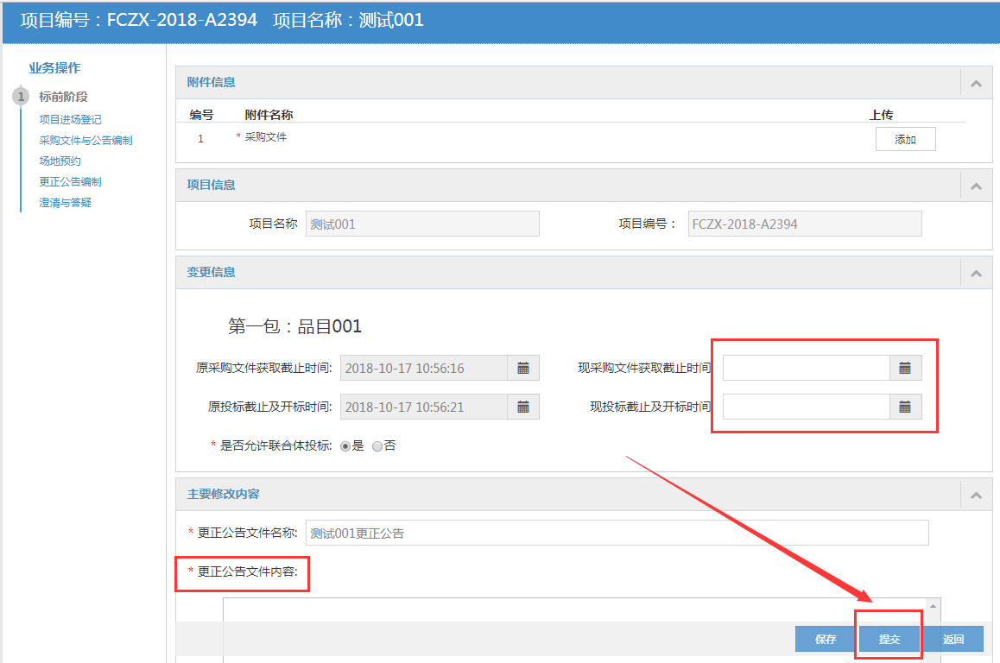 项目编号：FCZX-2018-A2394 项目名称：测试001
业务操作
1 标前阶段
项目进场登记
采购文件与公告编制
场地预约
更正公告编制
澄清与答疑
附件信息
编号 附件名称 上传
1 * 采购文件 添加
项目信息
项目名称 测试001 项目编号： FCZX-2018-A2394
变更信息
第一包：品目001
原采购文件获取截止时间: 2018-10-17 10:56:16 现采购文件获取截止时间
原投标截止及开标时间: 2018-10-17 10:56:21 现投标截止及开标时间
* 是否允许联合体投标: 是 否
主要修改内容
* 更正公告文件名称: 测试001更正公告
* 更正公告文件内容:
保存 提交 返回